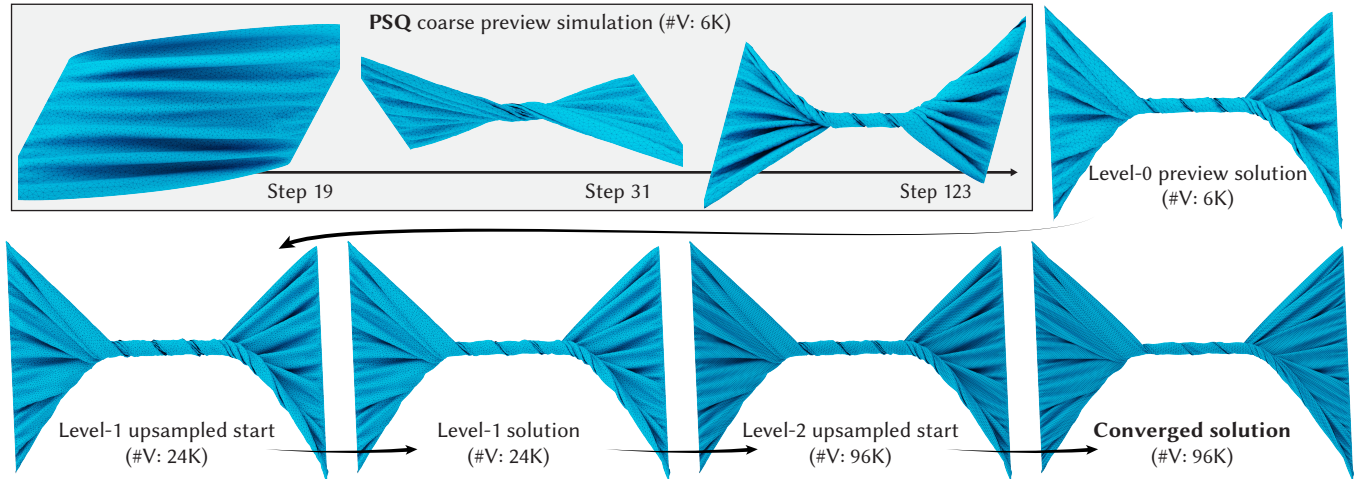 PSQ coarse preview simulation (#V: 6K)
Step 19
Step 31
Step 123
Level-0 preview solution
(#V: 6K)
Level-1 upsampled start
(#V: 24K)
Level-1 solution
(#V: 24K)
Level-2 upsampled start
(#V: 96K)
Converged solution
(#V: 96K)